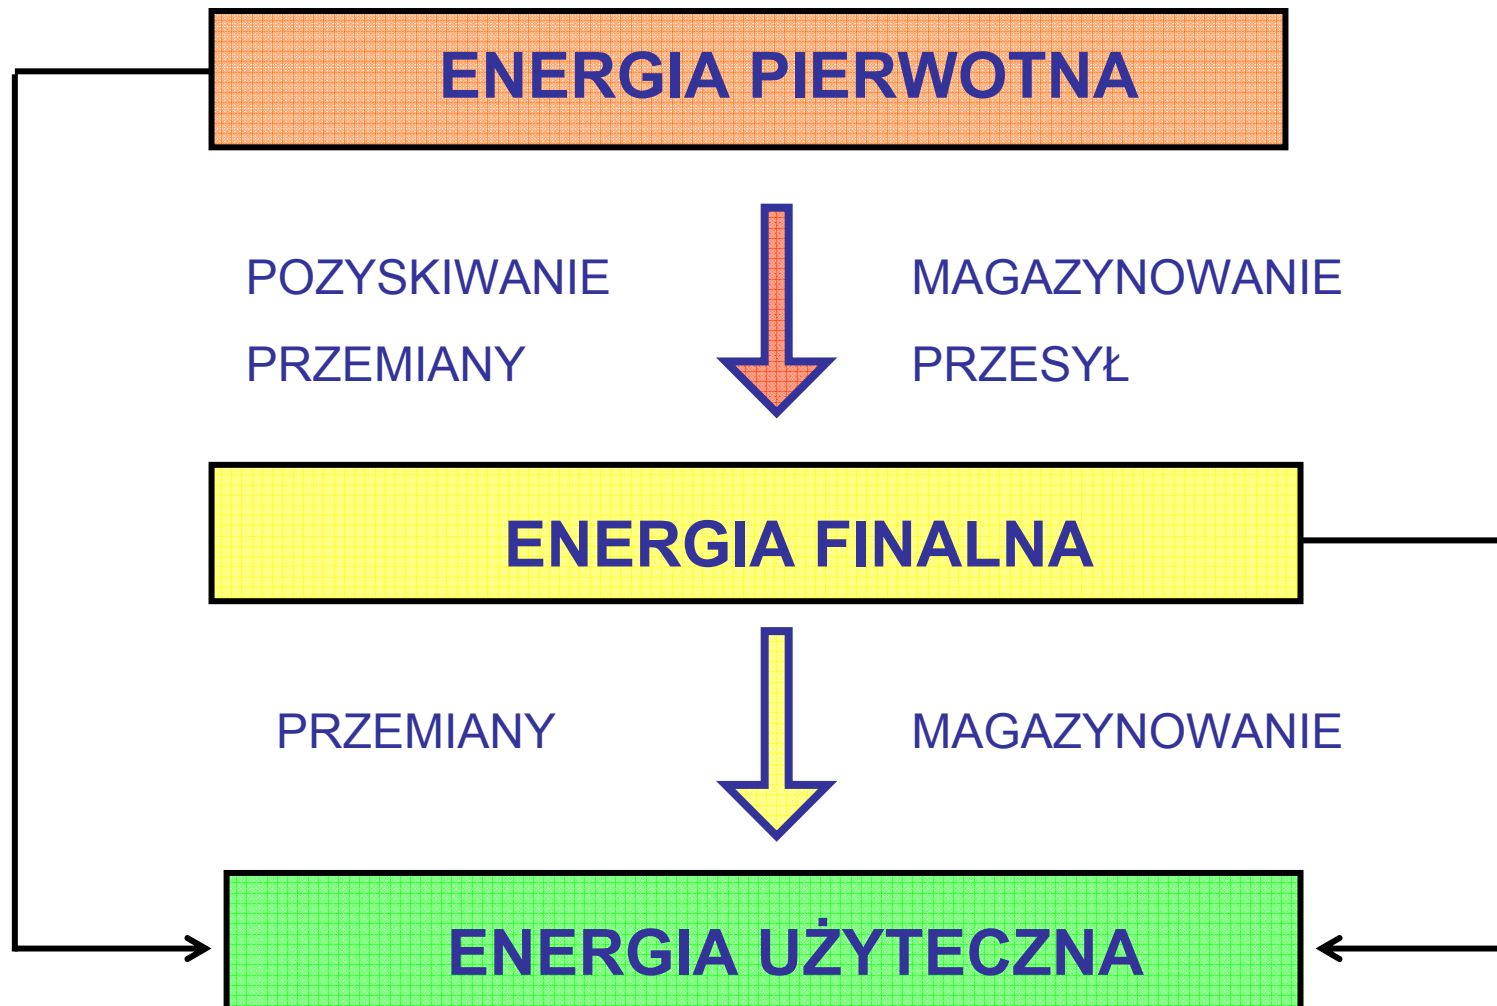 ENERGIA PIERWOTNA
POZYSKIWANIE
MAGAZYNOWANIE
PRZEMIANY
PRZESYŁ
ENERGIA FINALNA
PRZEMIANY
MAGAZYNOWANIE
ENERGIA UŻYTECZNA